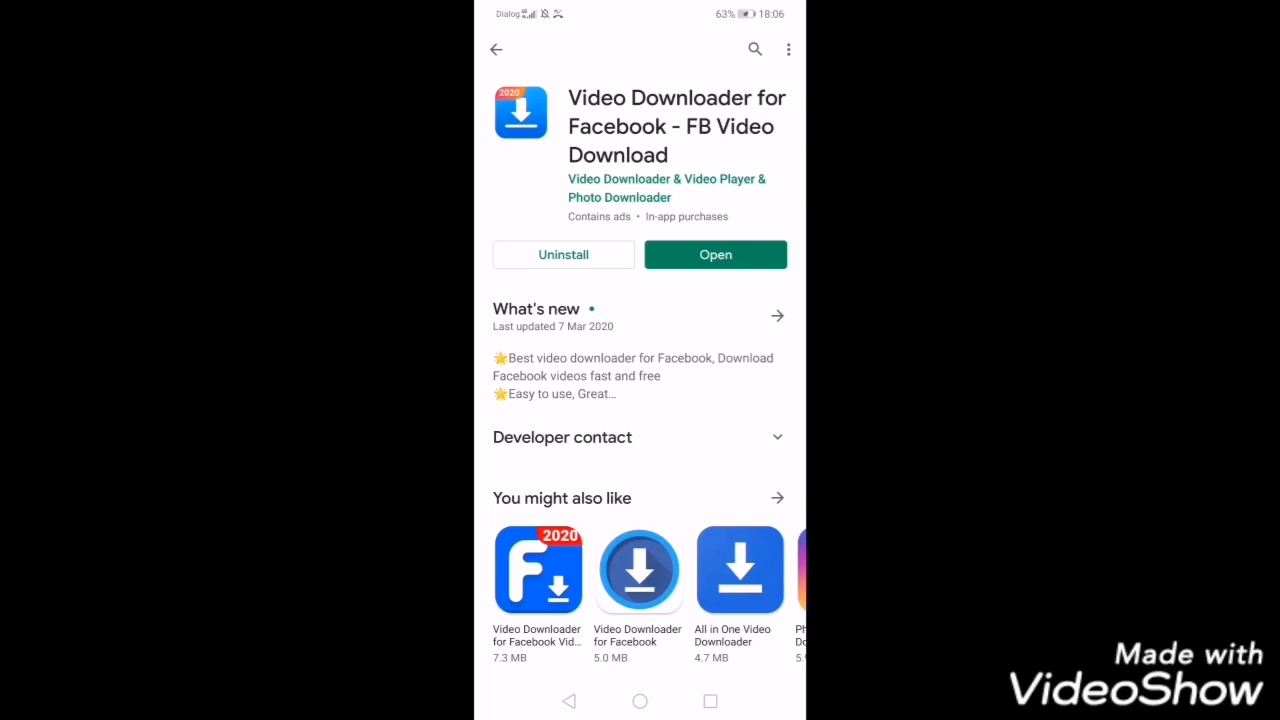 Dialog 63% 18:06
2020
Video Downloader for
Facebook - FB Video
Download
Video Downloader & Video Player &
Photo Downloader
Contains ads • In-app purchases
Uninstall Open
What's new •
Last updated 7 Mar 2020
🌟Best video downloader for Facebook, Download
Facebook videos fast and free
🌟Easy to use, Great...
Developer contact
You might also like
2020
F
Video Downloader
for Facebook Vid...
7.3 MB
Video Downloader
for Facebook
5.0 MB
All in One Video
Downloader
4.7 MB
Made with
VideoShow